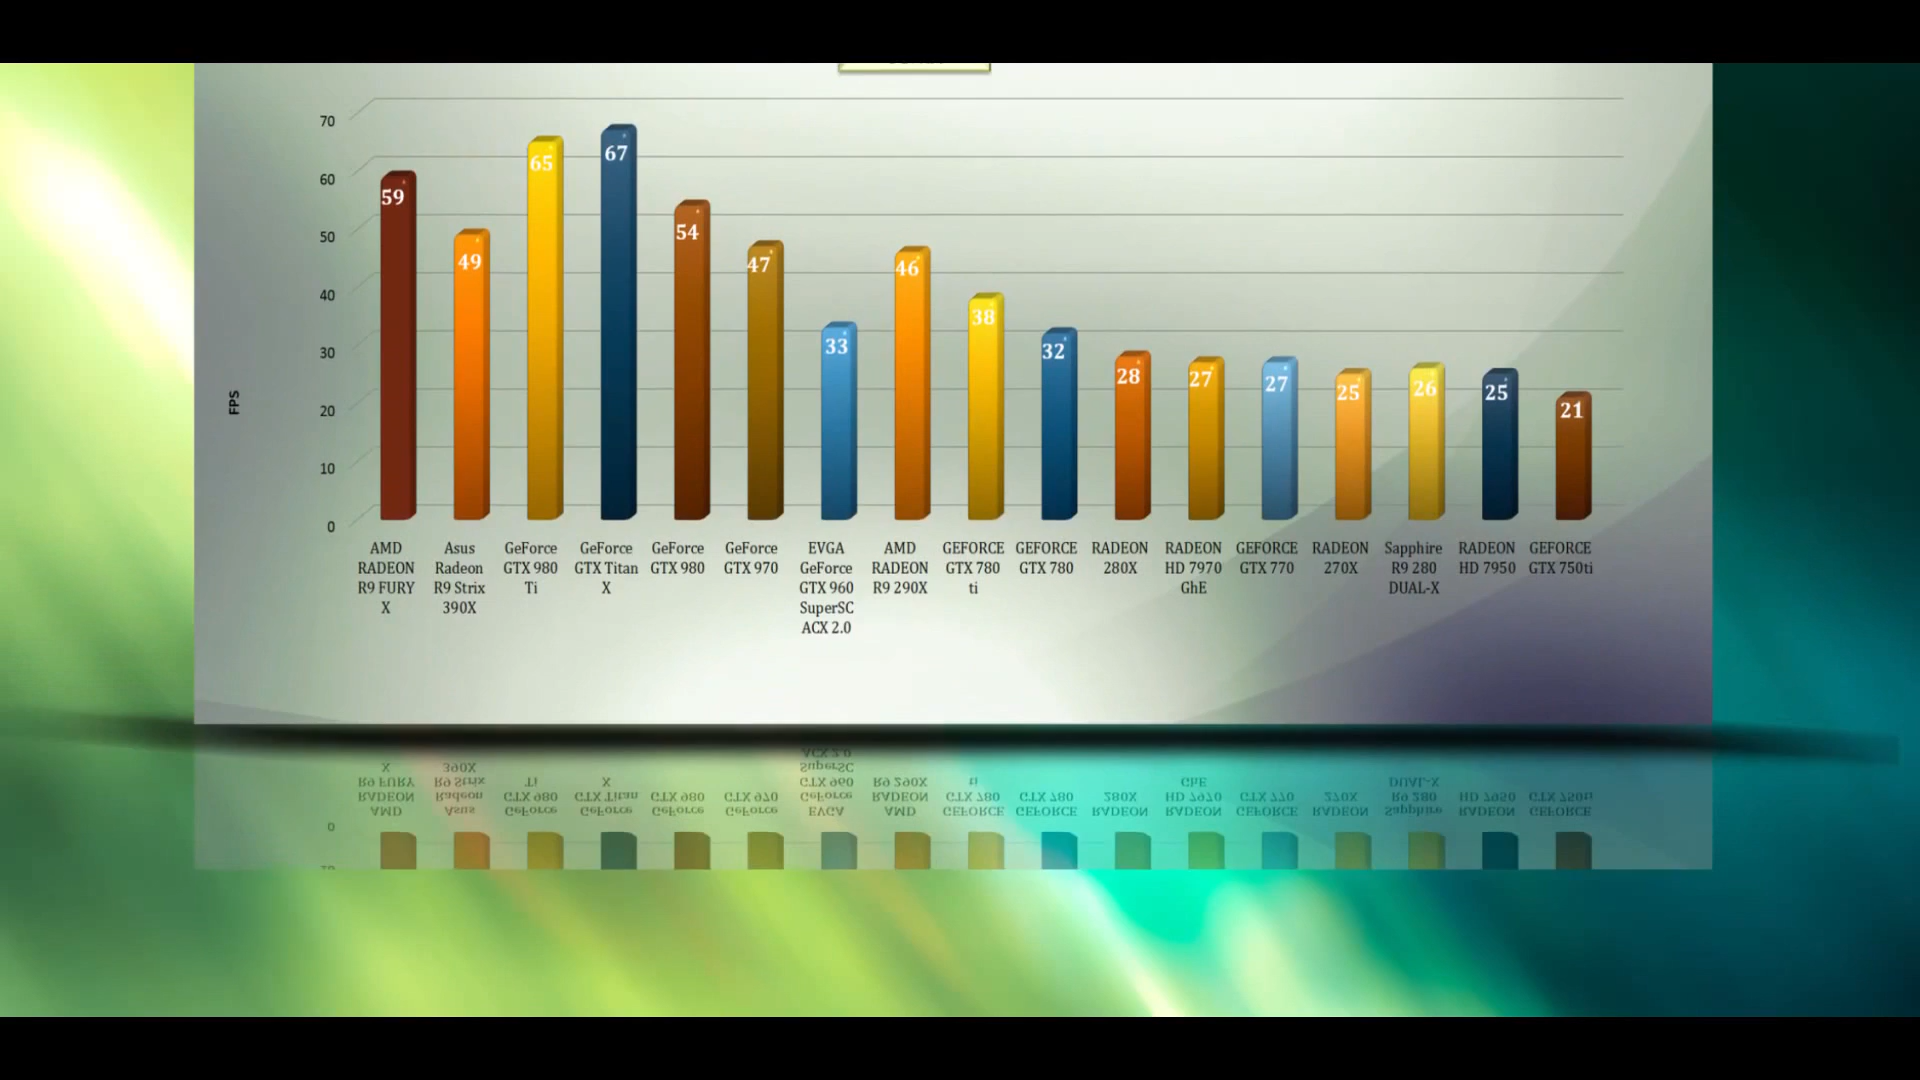 70
60
50
40
30
20
10
0
FPS
59
49
65
67
54
47
33
46
38
32
28
27
27
25
26
25
21
AMD
RADEON
R9 FURY
X
Asus
Radeon
R9 Strix
390X
GeForce
GTX 980
Ti
GeForce
GTX Titan
X
GeForce
GTX 980
GeForce
GTX 970
EVGA
GeForce
GTX 960
SuperSC
ACX 2.0
AMD
RADEON
R9 290X
GEFORCE
GTX 780
ti
GEFORCE
GTX 780
RADEON
280X
RADEON
HD 7970
GhE
GEFORCE
GTX 770
RADEON
270X
Sapphire
R9 280
DUAL-X
RADEON
HD 7950
GEFORCE
GTX 750ti